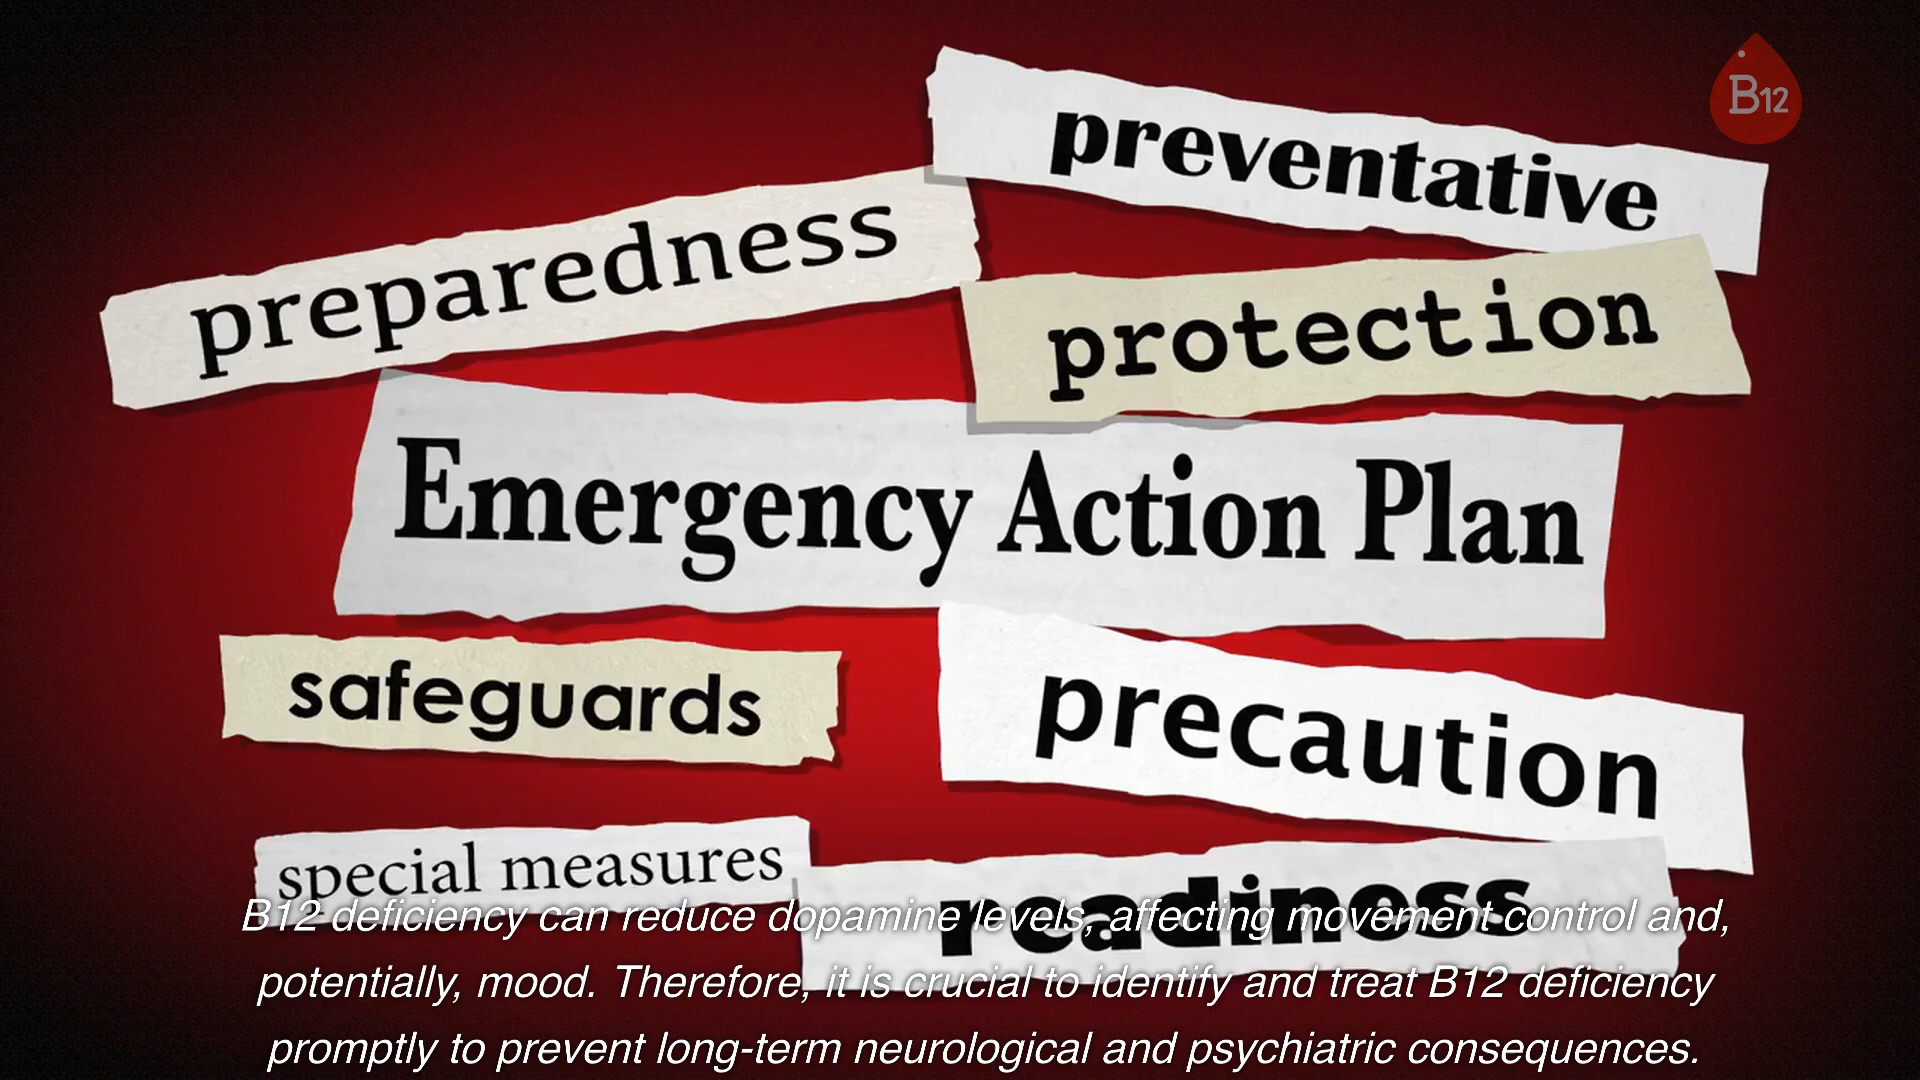 B12
preventative
preparedness
protection
Emergency Action Plan
safeguards
precaution
special measures
readiness
B12 deficiency can reduce dopamine levels, affecting movement control and,
potentially, mood. Therefore, it is crucial to identify and treat B12 deficiency
promptly to prevent long-term neurological and psychiatric consequences.